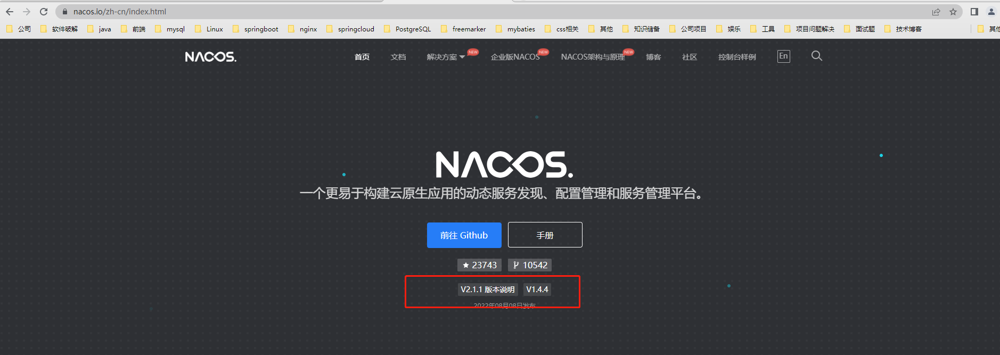 nacos.io/zh-cn/index.html
公司 软件破解 java 前端 mysql Linux springboot nginx springcloud PostgreSQL freemarker mybaties css相关 其他 知识储备 公司项目 娱乐 工具 项目问题解决 面试题 技术博客 其他
NACOS. 首页 文档 解决方案 NEW 企业版NACOS NEW NACOS架构与原理 NEW 博客 社区 控制台样例 En
NACOS.
一个更易于构建云原生应用的动态服务发现、配置管理和服务管理平台。
前往 Github 手册
23743 10542
V2.1.1 版本说明 V1.4.4
2022年08月08日发布